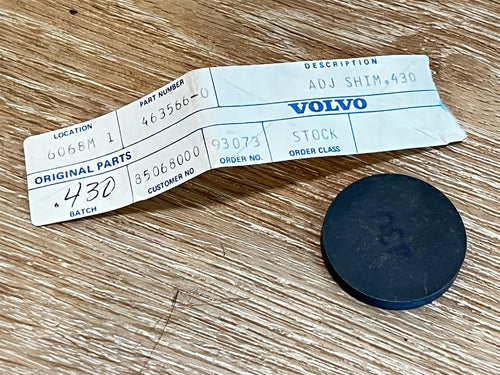 DESCRIPTION
ADJ SHIM.430
PART NUMBER
463566-0
VOLVO
LOCATION
6068M 1
ORIGINAL PARTS
.430
BATCH
85068000
CUSTOMER NO.
93073
ORDER NO.
STOCK
ORDER CLASS